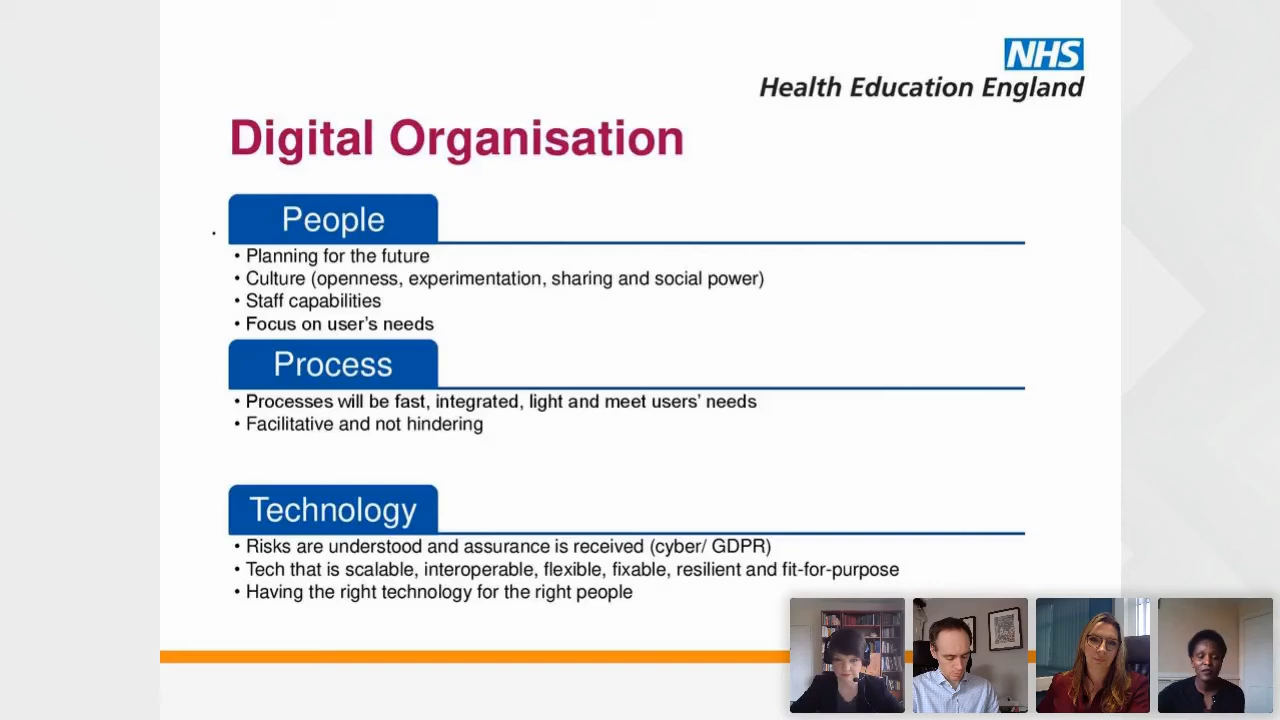 NHS
Health Education England
Digital Organisation
People
.
• Planning for the future
• Culture (openness, experimentation, sharing and social power)
• Staff capabilities
• Focus on user’s needs
Process
• Processes will be fast, integrated, light and meet users’ needs
• Facilitative and not hindering
Technology
• Risks are understood and assurance is received (cyber/ GDPR)
• Tech that is scalable, interoperable, flexible, fixable, resilient and fit-for-purpose
• Having the right technology for the right people